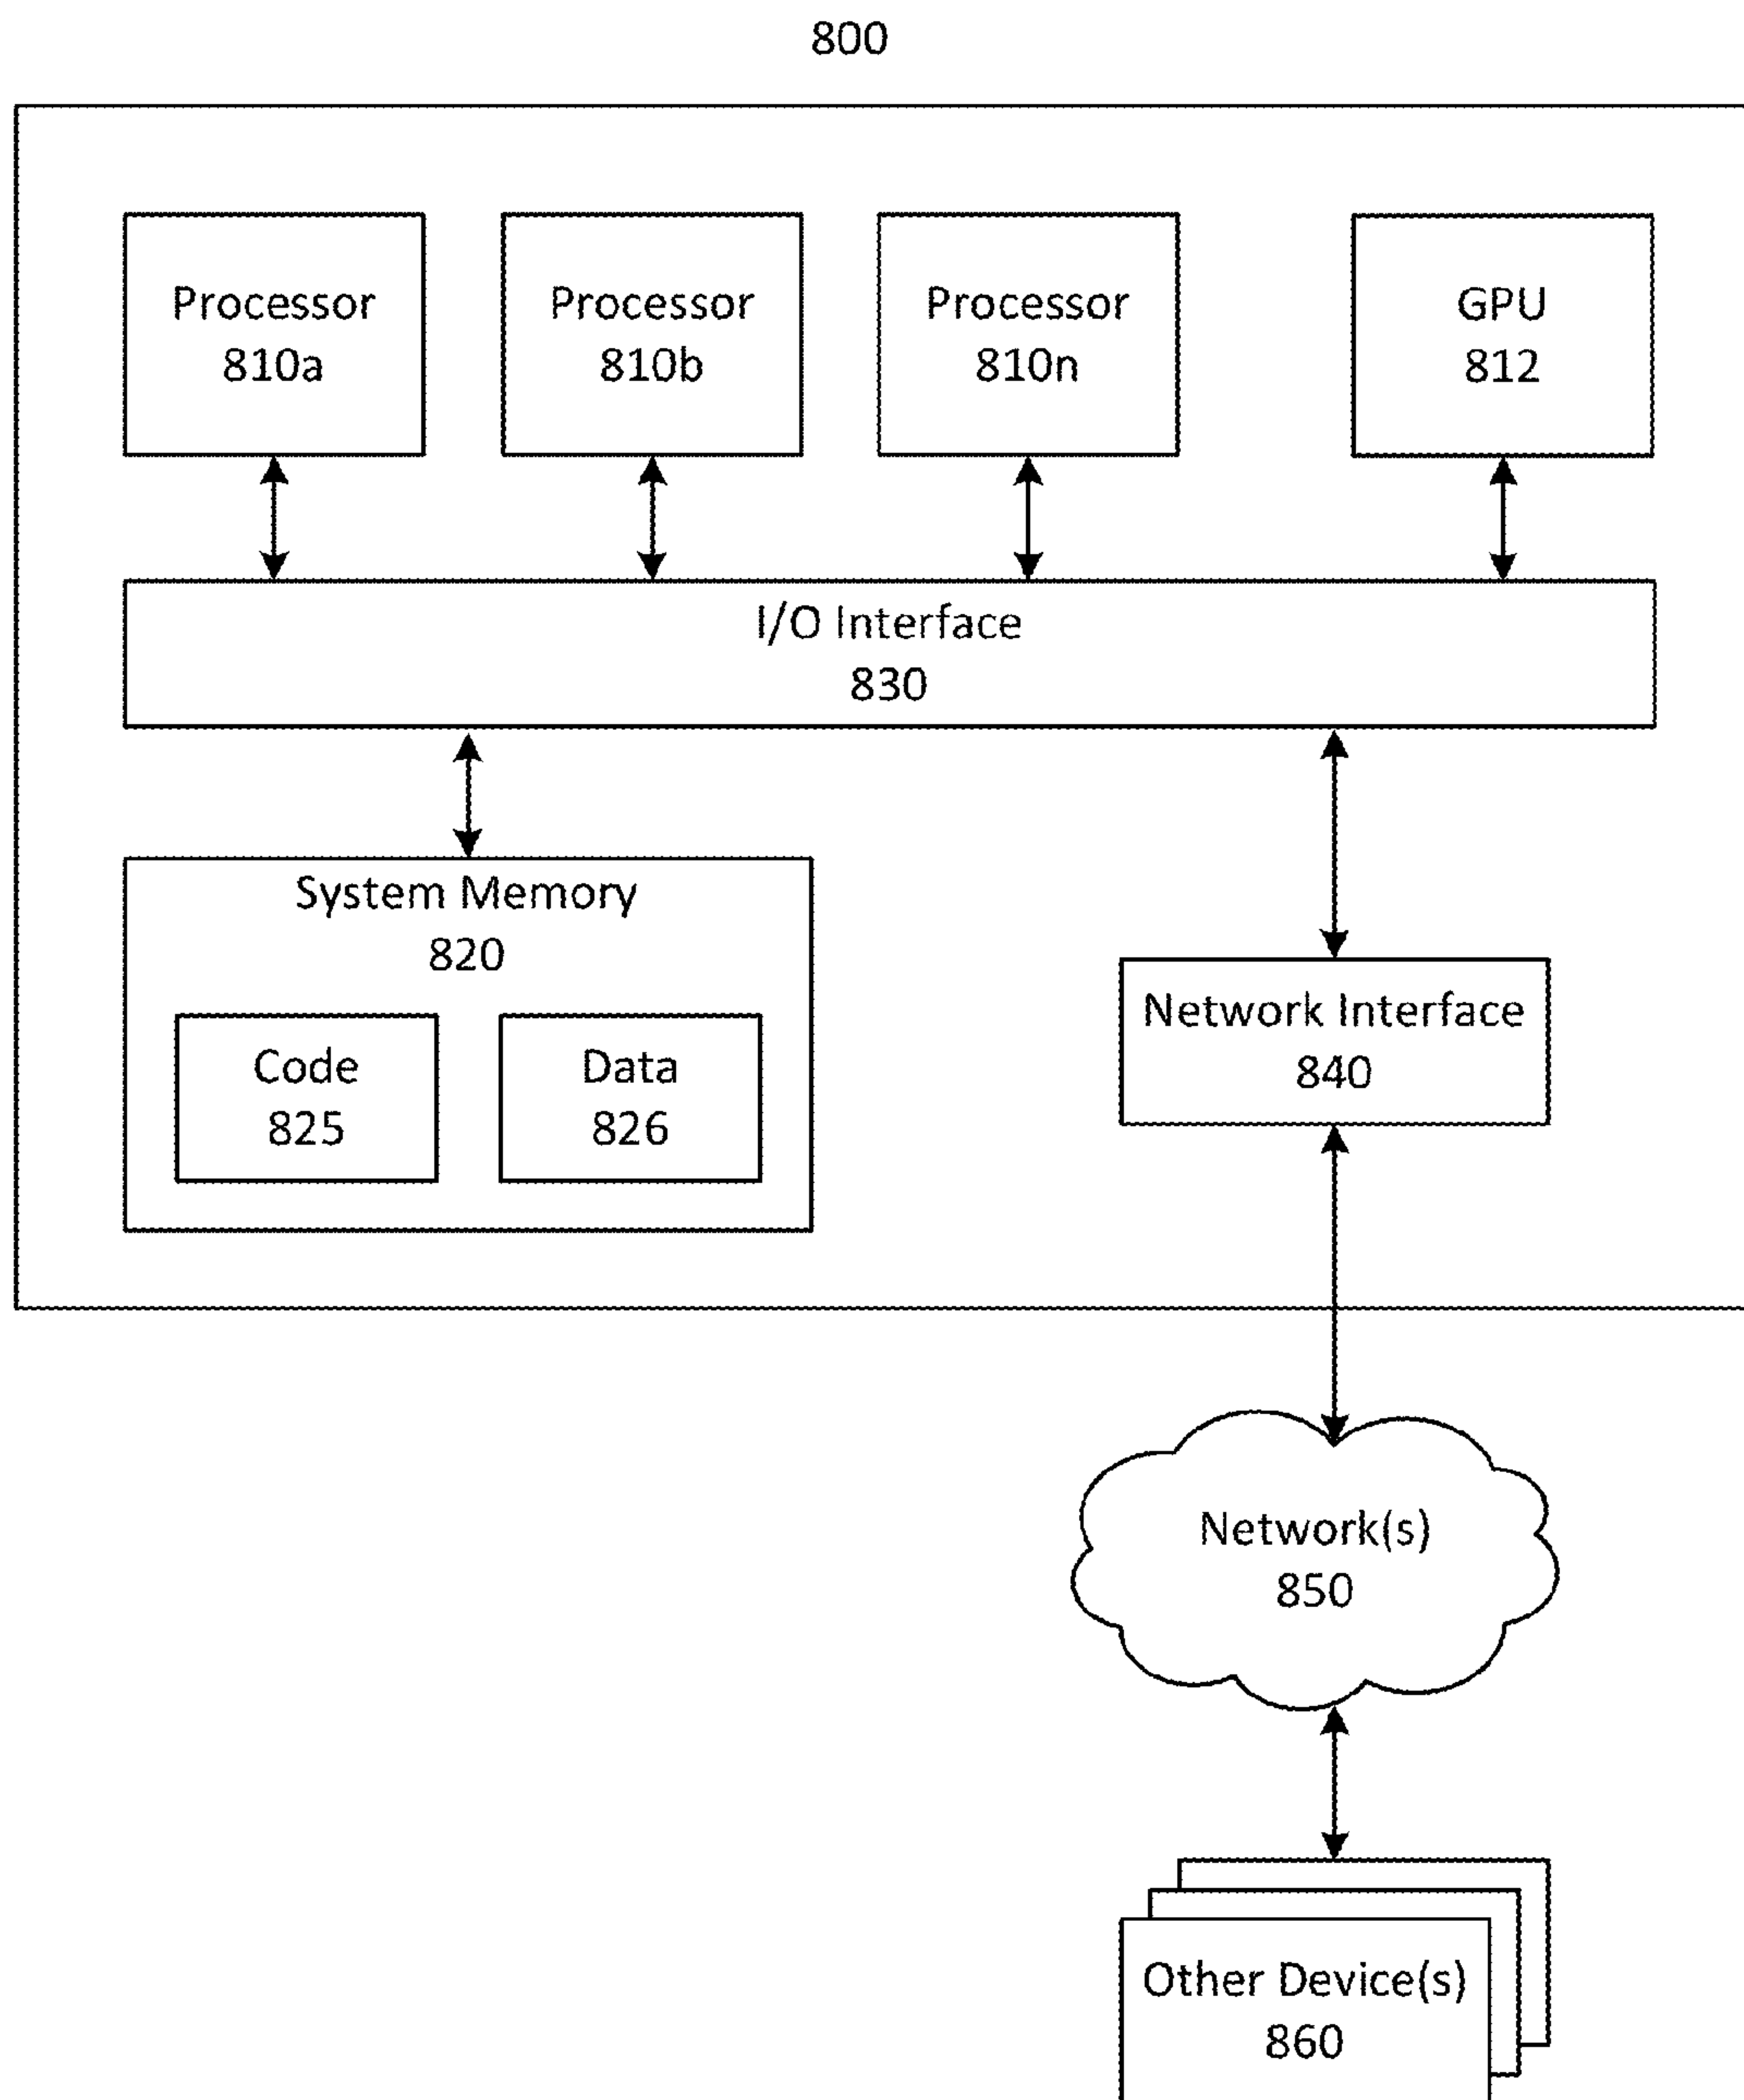 800
Processor
810a
Processor
810b
Processor
810n
GPU
812
I/O Interface
830
System Memory
820
Code
825
Data
826
Network Interface
840
Network(s)
850
Other Device(s)
860